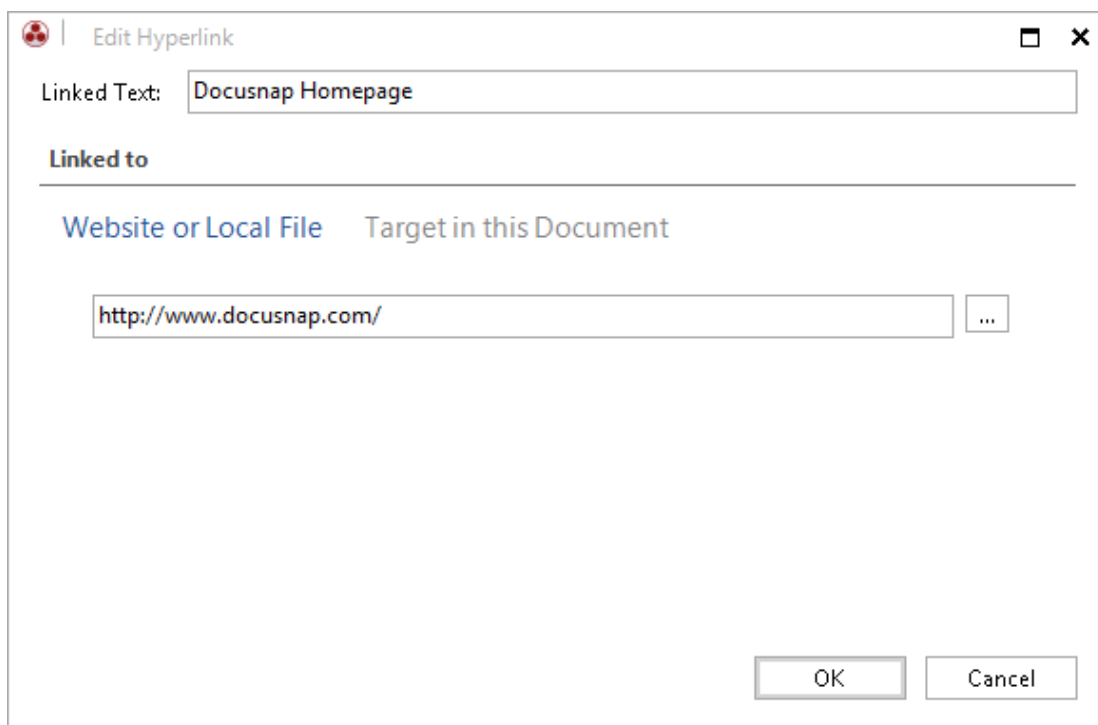 Edit Hyperlink
Linked Text: Docusnap Homepage
Linked to
Website or Local File Target in this Document
http://www.docusnap.com/ ...
OK Cancel